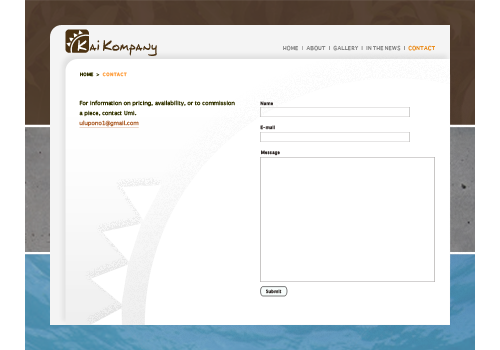 Kai Kompany
HOME | ABOUT | GALLERY | IN THE NEWS | CONTACT
HOME > CONTACT
For information on pricing, availability, or to commission
a piece, contact Umi.
ulupono1@gmail.com
Name
E-mail
Message
Submit